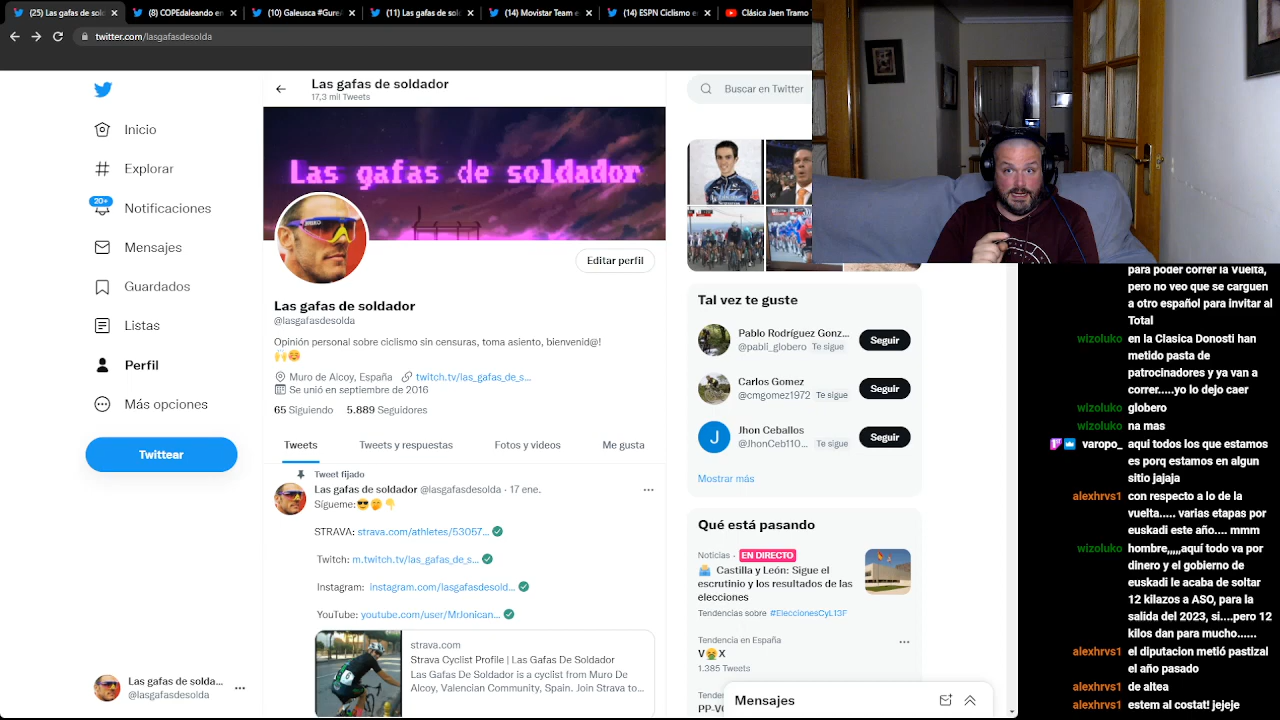 (25) Las gafas de sol
(8) COPEdaleando en
(10) Galeusca #GureA
(11) Las gafas de sol
(14) Movistar Team e
(14) ESPN Ciclismo e
Clásica Jaen Tramo
twitter.com/lasgafasdesolda
Las gafas de soldador
17,3 mil Tweets
Buscar en Twitter
Inicio
Explorar
20+
Notificaciones
Mensajes
Guardados
Listas
Perfil
Más opciones
Twittear
Las gafas de solda...
@lasgafasdesolda
Las gafas de soldador
Editar perfil
Las gafas de soldador
@lasgafasdesolda
Opinión personal sobre ciclismo sin censuras, toma asiento, bienvenid@!
Muro de Alcoy, España twitch.tv/las_gafas_de_s...
Se unió en septiembre de 2016
65 Siguiendo 5.889 Seguidores
Tweets Tweets y respuestas Fotos y videos Me gusta
Tweet fijado
Las gafas de soldador @lasgafasdesolda · 17 ene.
Sígueme:
STRAVA: strava.com/athletes/53057...
Twitch: m.twitch.tv/las_gafas_de_s...
Instagram: instagram.com/lasgafasdesold...
YouTube: youtube.com/user/MrJonican...
strava.com
Strava Cyclist Profile | Las Gafas De Soldador
Las Gafas De Soldador is a cyclist from Muro De
Alcoy, Valencian Community, Spain. Join Strava to...
Tal vez te guste
Pablo Rodríguez Gonz...
@pabli_globero Te sigue
Seguir
Carlos Gomez
@cmgomez1972 Te sigue
Seguir
J
Jhon Ceballos
@JhonCeb110... Te sigue
Seguir
Mostrar más
Qué está pasando
Noticias · EN DIRECTO
Castilla y León: Sigue el
escrutinio y los resultados de las
elecciones
Tendencias sobre #EleccionesCyL13F
Tendencia en España
V🤮X
1.385 Tweets
Tender
PP-VO
Mensajes
para poder correr la Vuelta,
pero no veo que se carguen
a otro español para invitar al
Total
wizoluko en la Clasica Donosti han
metido pasta de
patrocinadores y ya van a
correr.....yo lo dejo caer
wizoluko globero
wizoluko na mas
varopo_ aquí todos los que estamos
es porq estamos en algun
sitio jajaja
alexhrvs1 con respecto a lo de la
vuelta..... varias etapas por
euskadi este año.... mmm
wizoluko hombre,,,,,aquí todo va por
dinero y el gobierno de
euskadi le acaba de soltar
12 kilazos a ASO, para la
salida del 2023, si....pero 12
kilos dan para mucho......
alexhrvs1 el diputacion metió pastizal
el año pasado
alexhrvs1 de altea
alexhrvs1 estem al costat! jejeje